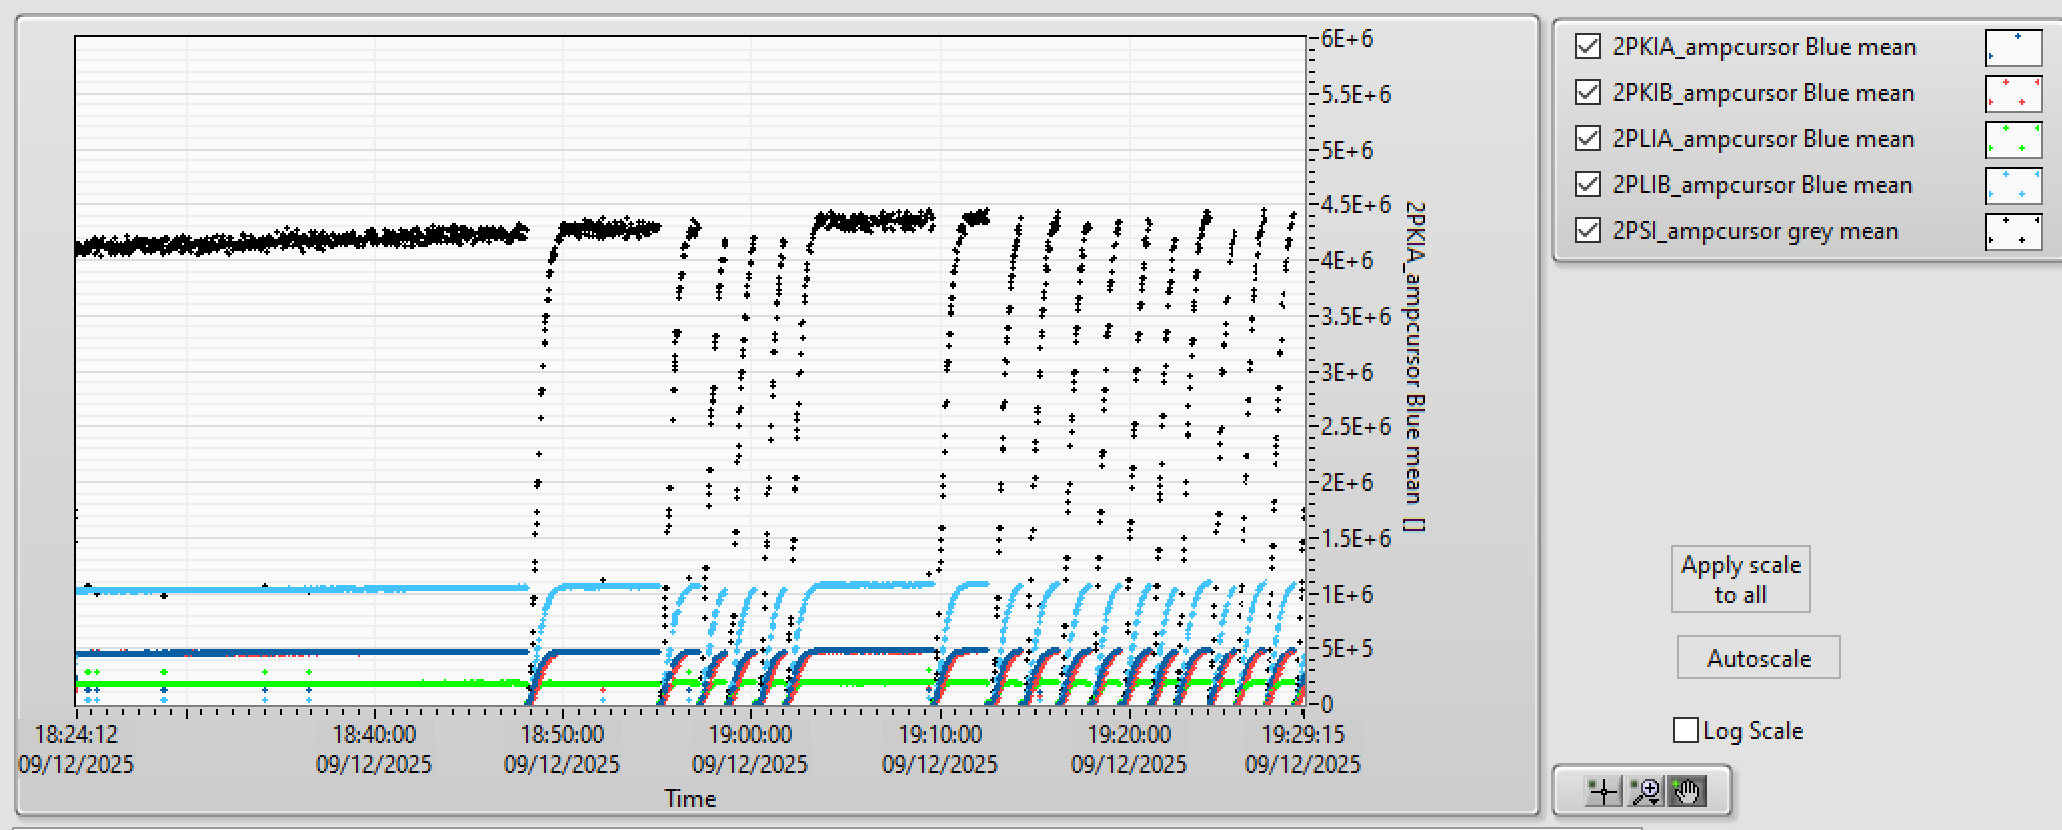 6E+6
5.5E+6
5E+6
4.5E+6
4E+6
3.5E+6
3E+6
2.5E+6
2E+6
1.5E+6
1E+6
5E+5
0
2PKIA_ampcursor Blue mean []
18:24:12 18:40:00 18:50:00 19:00:00 19:10:00 19:20:00 19:29:15
09/12/2025 09/12/2025 09/12/2025 09/12/2025 09/12/2025 09/12/2025 09/12/2025
Time
2PKIA_ampcursor Blue mean
2PKIB_ampcursor Blue mean
2PLIA_ampcursor Blue mean
2PLIB_ampcursor Blue mean
2PSI_ampcursor grey mean
Apply scale
to all
Autoscale
Log Scale